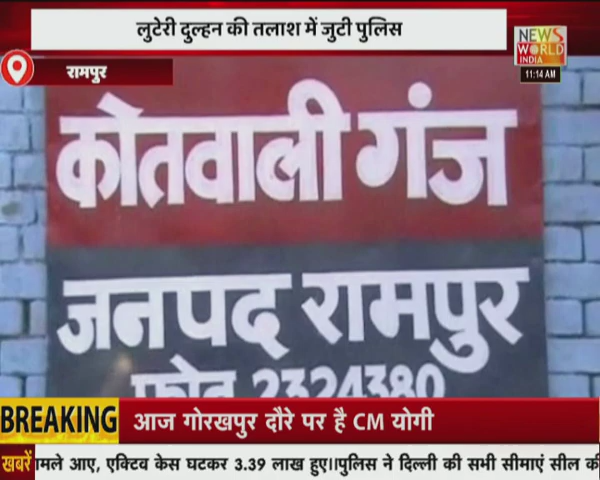 लुटेरी दुल्हन की तलाश में जुटी पुलिस
NEWS
WORLD
INDIA
11:14 AM
रामपुर
कोतवाली गंज
जनपद रामपुर
फोन 2324380
BREAKING आज गोरखपुर दौरे पर है CM योगी
खबरें मले आए, एक्टिव केस घटकर 3.39 लाख हुए।।पुलिस ने दिल्ली की सभी सीमाएं सील की